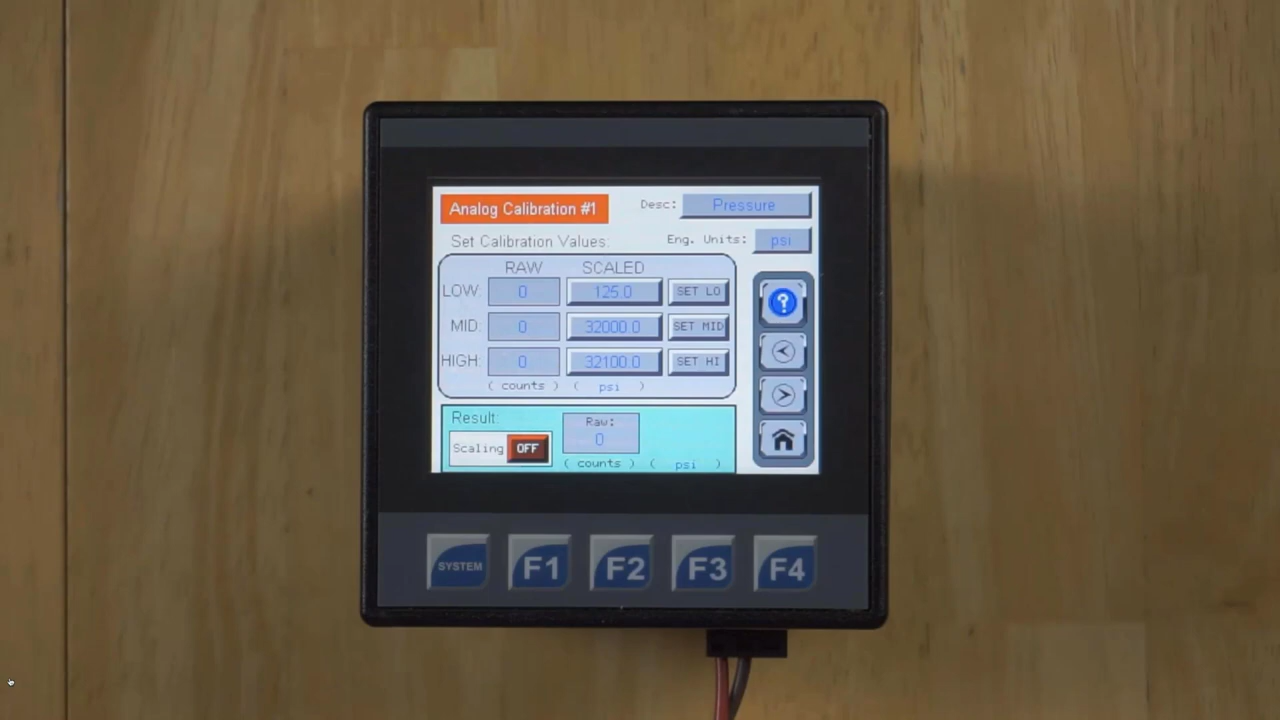 Analog Calibration #1 Desc: Pressure
Set Calibration Values: Eng. Units: psi
RAW SCALED
LOW: 0 125.0 SET LO
MID: 0 32000.0 SET MID
HIGH: 0 32100.0 SET HI
( counts ) ( psi )
Result: Raw:
0
Scaling OFF
( counts ) ( psi )
?
SYSTEM F1 F2 F3 F4